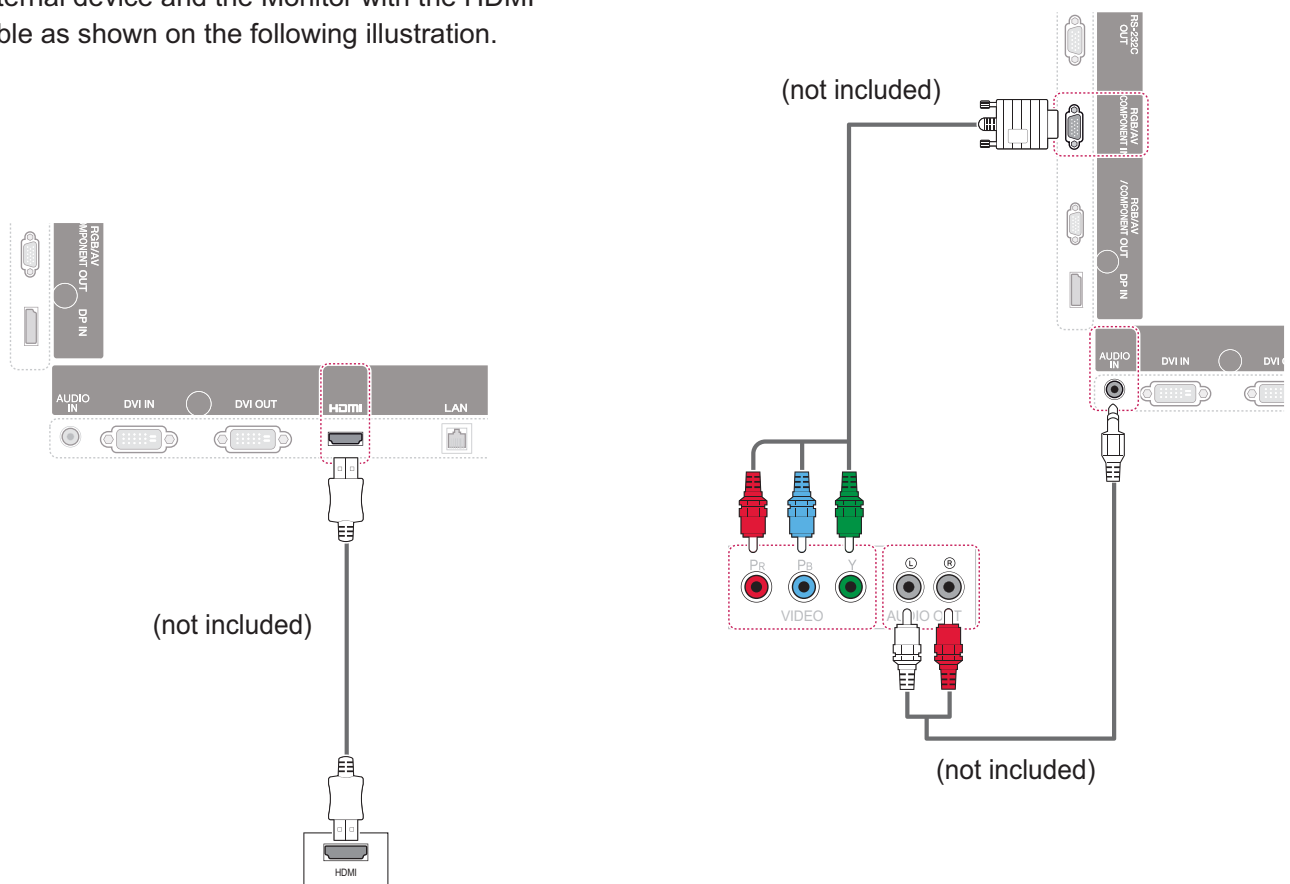 ternal device and the Monitor with the HDMI
ble as shown on the following illustration.
RGB/AV
MPONENT OUT
DP IN
AUDIO
IN
DVI IN
DVI OUT
HDMI
LAN
(not included)
HDMI
(not included)
RS-232C
OUT
RGB/AV
COMPONENT IN
RGB/AV
/COMPONENT OUT
DP IN
AUDIO
IN
DVI IN
DVI
PR
PB
Y
VIDEO
L
R
AUDIO OUT
(not included)